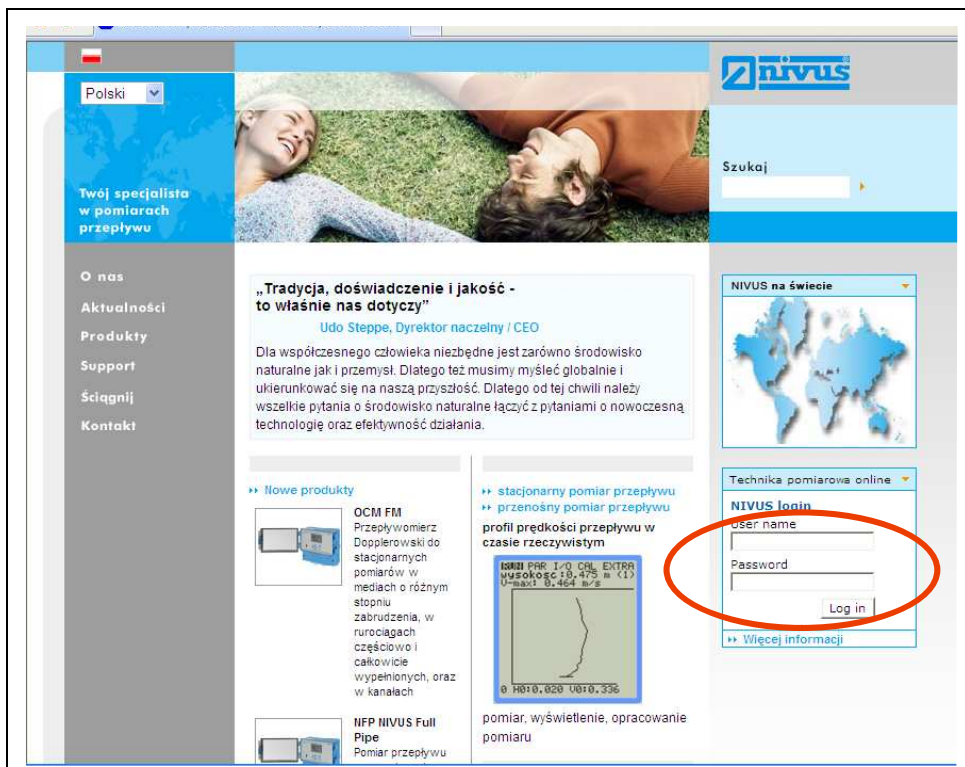 Polski
nivus
Szukaj
Twój specjalista
w pomiarach
przepływu
O nas
Aktualności
Produkty
Support
Ściągnij
Kontakt
„Tradycja, doświadczenie i jakość -
to właśnie nas dotyczy”
Udo Steppe, Dyrektor naczelny / CEO
Dla współczesnego człowieka niezbędne jest zarówno środowisko
naturalne jak i przemysł. Dlatego też musimy myśleć globalnie i
ukierunkować się na naszą przyszłość. Dlatego od tej chwili należy
wszelkie pytania o środowisko naturalne łączyć z pytaniami o nowoczesną
technologię oraz efektywność działania.
Nowe produkty
OCM FM
Przepływomierz
Dopplerowski do
stacjonarnych
pomiarów w
mediach o różnym
stopniu
zabrudzenia, w
rurociągach
częściowo i
całkowicie
wypełnionych, oraz
w kanałach
NFP NIVUS Full
Pipe
Pomiar przepływu
stacjonarny pomiar przepływu
przenośny pomiar przepływu
profil prędkości przepływu w
czasie rzeczywistym
PAR I/O CAL EXTRA
wysokosc:0.475 m (1)
V-max: 0.464 m/s
0 H0:0.020 V0:0.336
pomiar, wyświetlenie, opracowanie
pomiaru
NIVUS na świecie
Technika pomiarowa online
NIVUS login
User name
Password
Log in
Więcej informacji